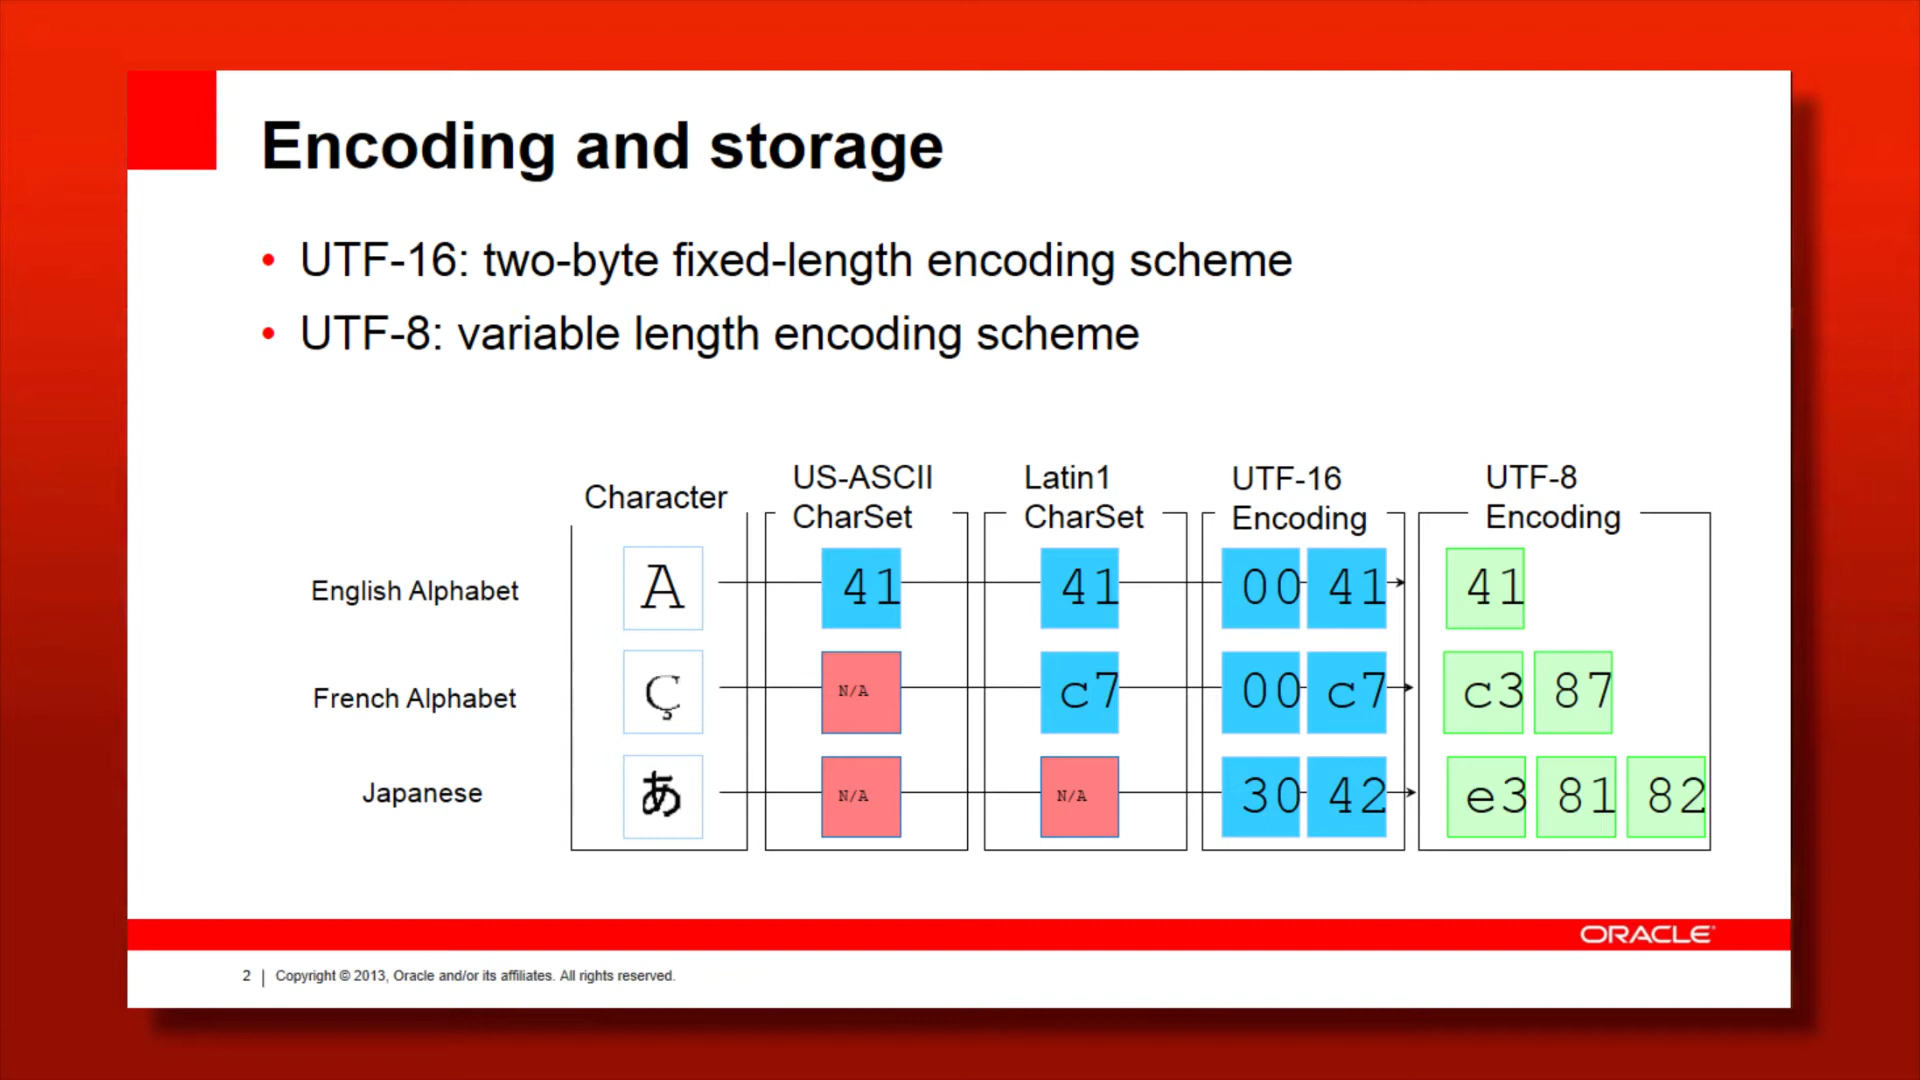 Encoding and storage
• UTF-16: two-byte fixed-length encoding scheme
• UTF-8: variable length encoding scheme
Character US-ASCII CharSet Latin1 CharSet UTF-16 Encoding UTF-8 Encoding
English Alphabet A 41 41 00 41 41
French Alphabet Ç N/A c7 00 c7 c3 87
Japanese あ N/A N/A 30 42 e3 81 82
ORACLE
2 | Copyright © 2013, Oracle and/or its affiliates. All rights reserved.